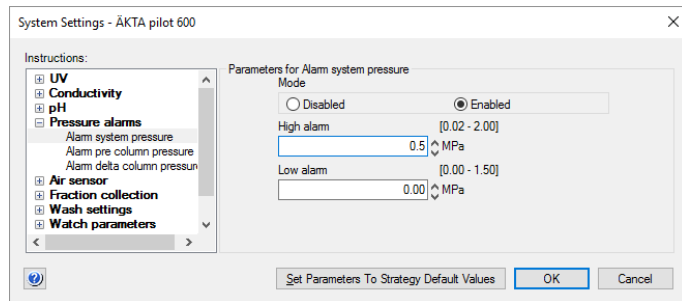 System Settings - ÄKTA pilot 600
Instructions:
UV
Conductivity
pH
Pressure alarms
Alarm system pressure
Alarm pre column pressure
Alarm delta column pressure
Air sensor
Fraction collection
Wash settings
Watch parameters
Parameters for Alarm system pressure
Mode
Disabled Enabled
High alarm [0.02 - 2.00]
0.5 MPa
Low alarm [0.00 - 1.50]
0.00 MPa
Set Parameters To Strategy Default Values OK Cancel